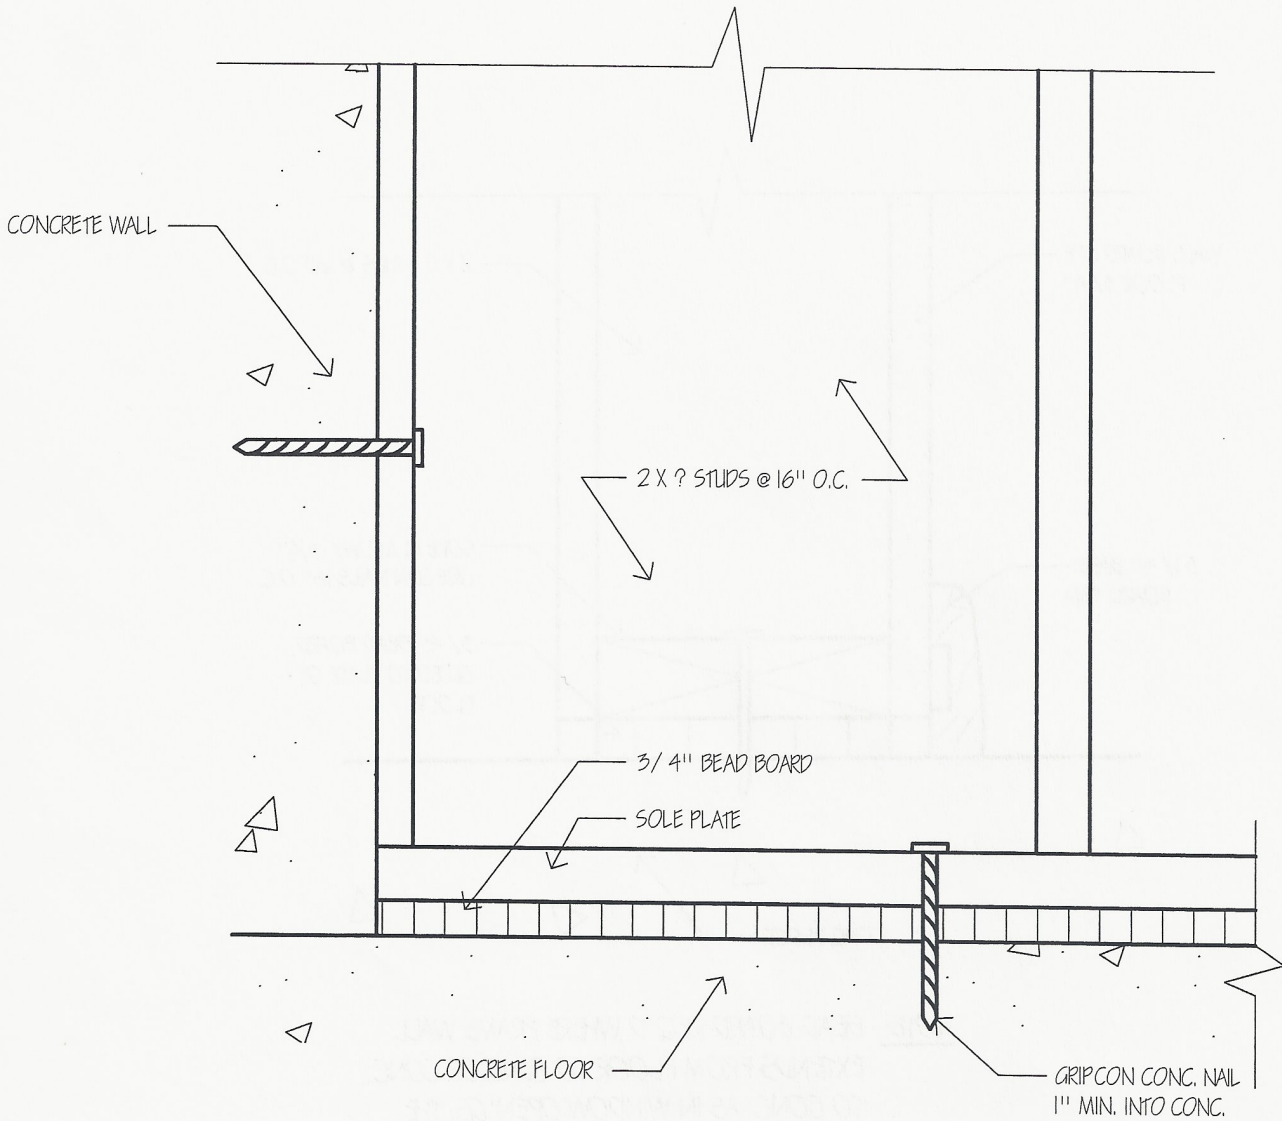 CONCRETE WALL
2 X ? STUDS @ 16" O.C.
3/4" BEAD BOARD
SOLE PLATE
CONCRETE FLOOR
GRIPCON CONC. NAIL
1" MIN. INTO CONC.